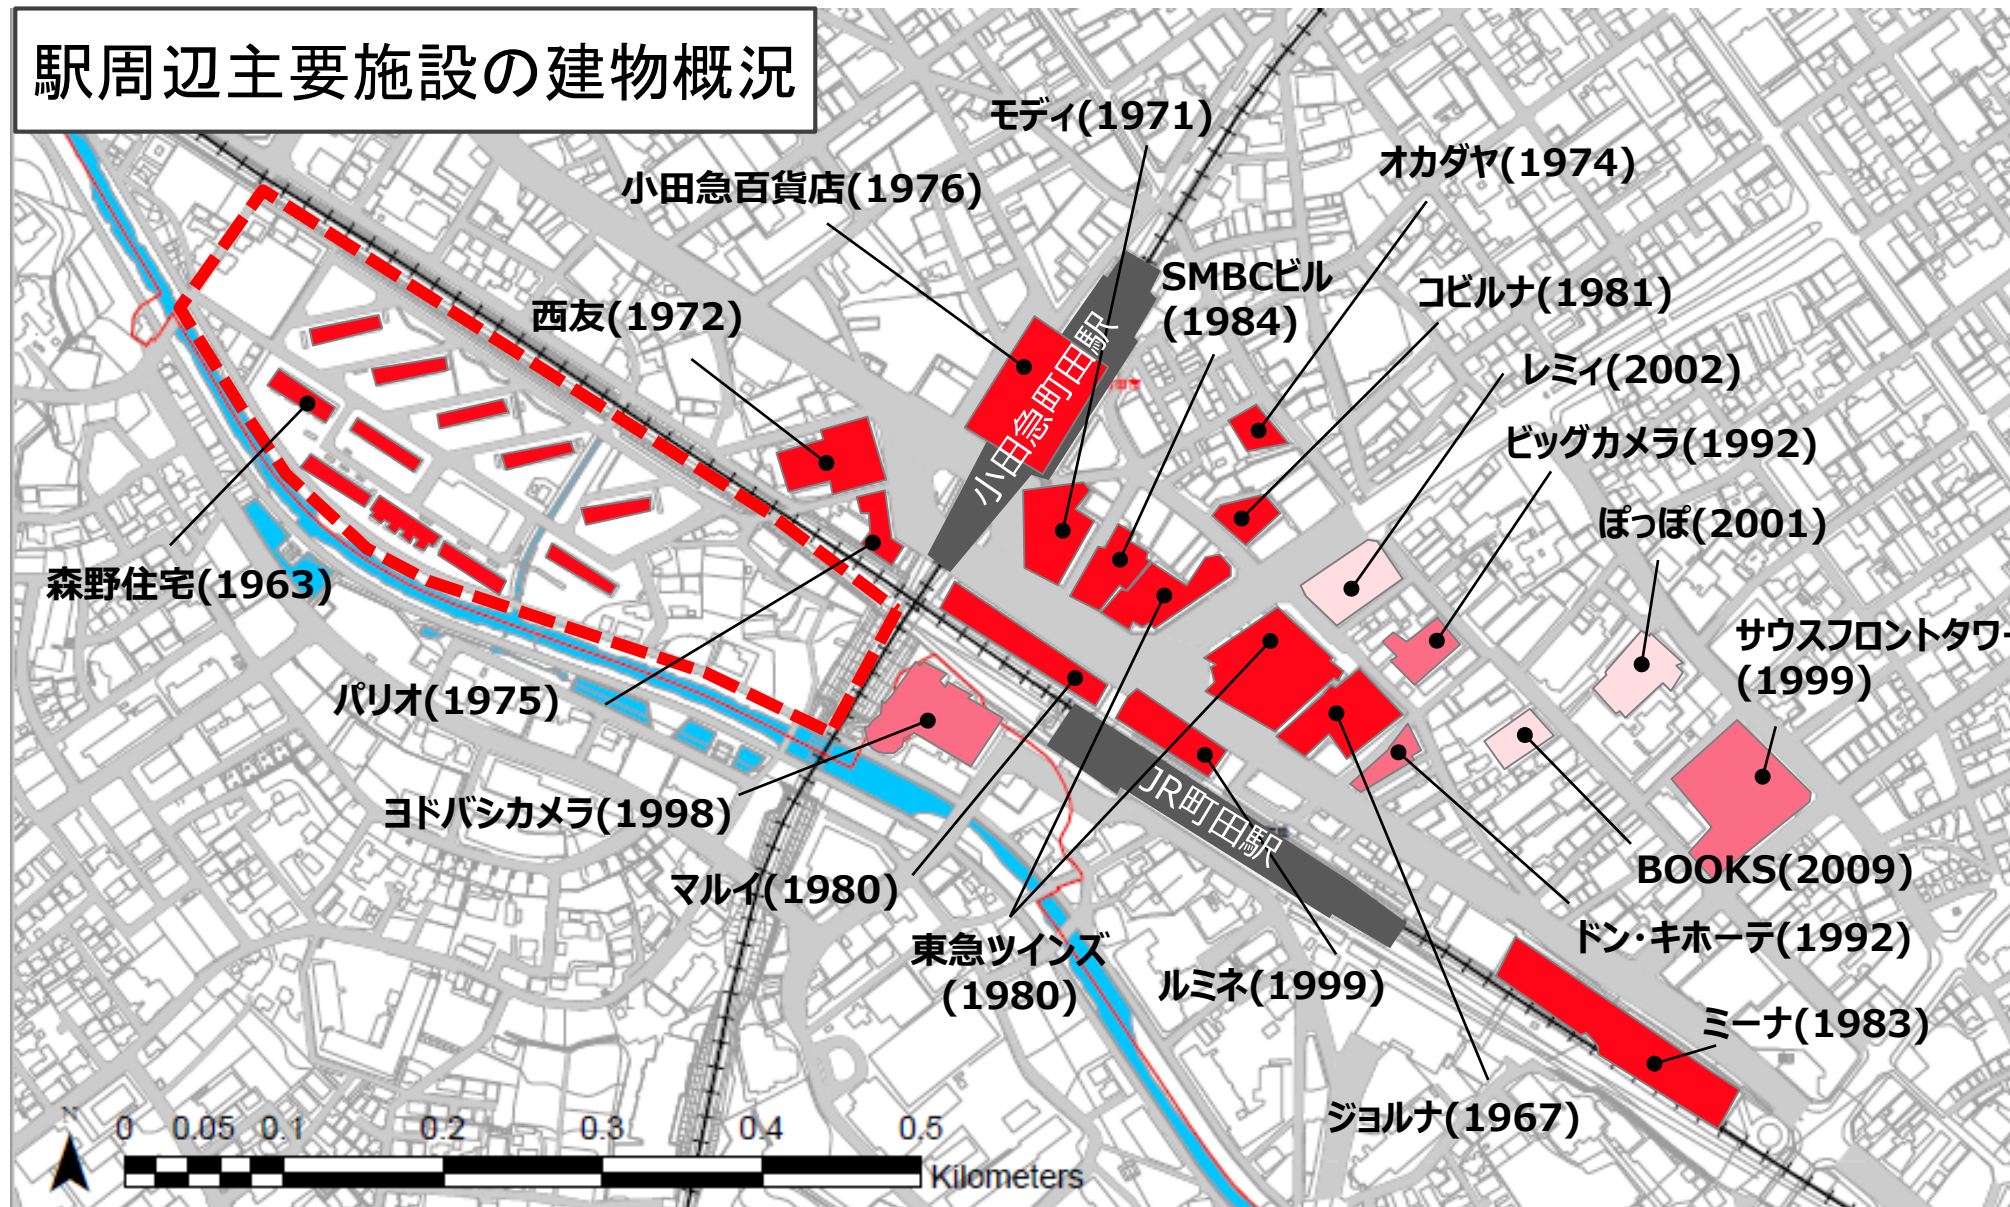 駅周辺主要施設の建物概況
モディ(1971)
オカダヤ(1974)
小田急百貨店(1976)
SMBCビル
(1984)
コビルナ(1981)
西友(1972)
レミィ(2002)
小田急町田駅
ビッグカメラ(1992)
ぽっぽ(2001)
森野住宅(1963)
サウスフロントタワー
(1999)
パリオ(1975)
ヨドバシカメラ(1998)
JR町田駅
マルイ(1980)
BOOKS(2009)
東急ツインズ
(1980)
ドン・キホーテ(1992)
ルミネ(1999)
ミーナ(1983)
ジョルナ(1967)
N
0 0.05 0.1 0.2 0.3 0.4 0.5
Kilometers